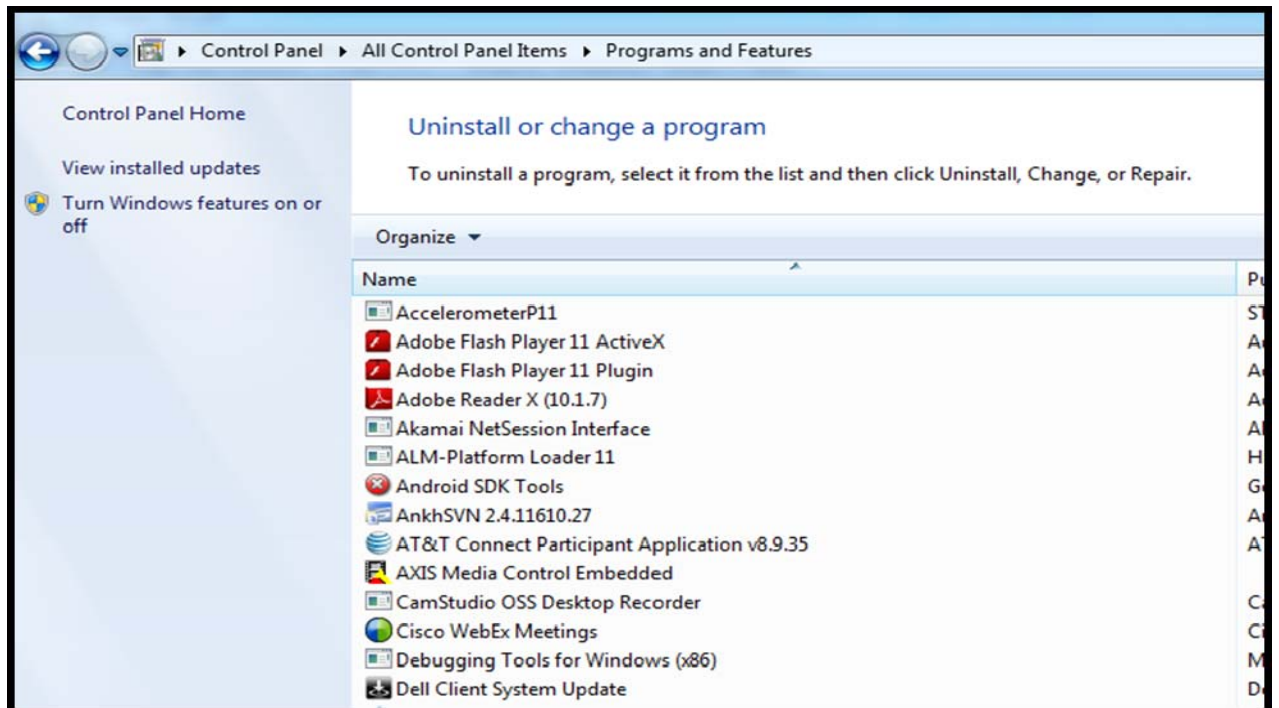 Control Panel All Control Panel Items Programs and Features
Control Panel Home
View installed updates
Turn Windows features on or
off
Uninstall or change a program
To uninstall a program, select it from the list and then click Uninstall, Change, or Repair.
Organize
Name
AccelerometerP11
Adobe Flash Player 11 ActiveX
Adobe Flash Player 11 Plugin
Adobe Reader X (10.1.7)
Akamai NetSession Interface
ALM-Platform Loader 11
Android SDK Tools
AnkhSVN 2.4.11610.27
AT&T Connect Participant Application v8.9.35
AXIS Media Control Embedded
CamStudio OSS Desktop Recorder
Cisco WebEx Meetings
Debugging Tools for Windows (x86)
Dell Client System Update